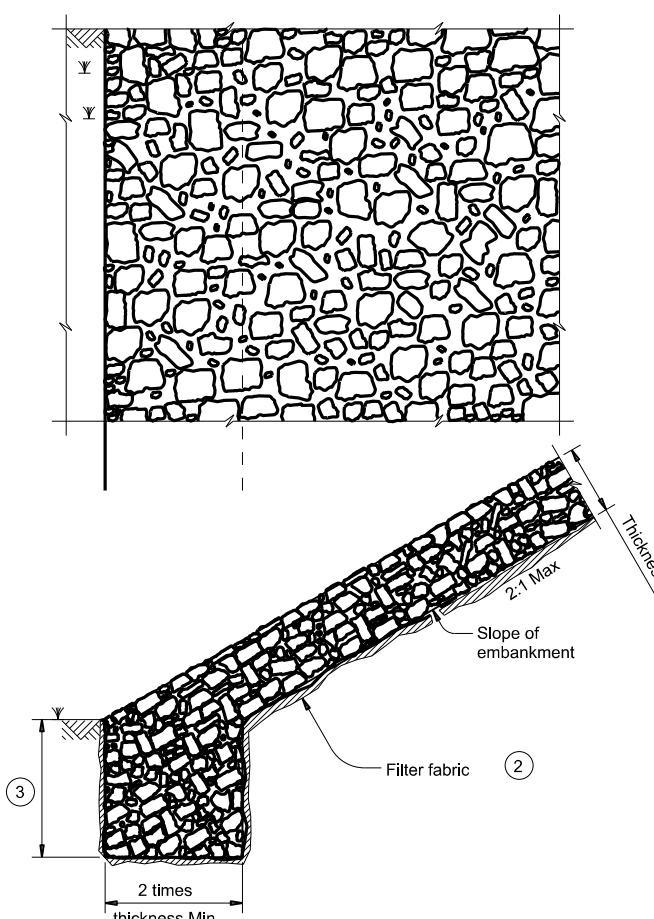 Thickness
2:1 Max
Slope of
embankment
Filter fabric
2
3
2 times
thickness Min